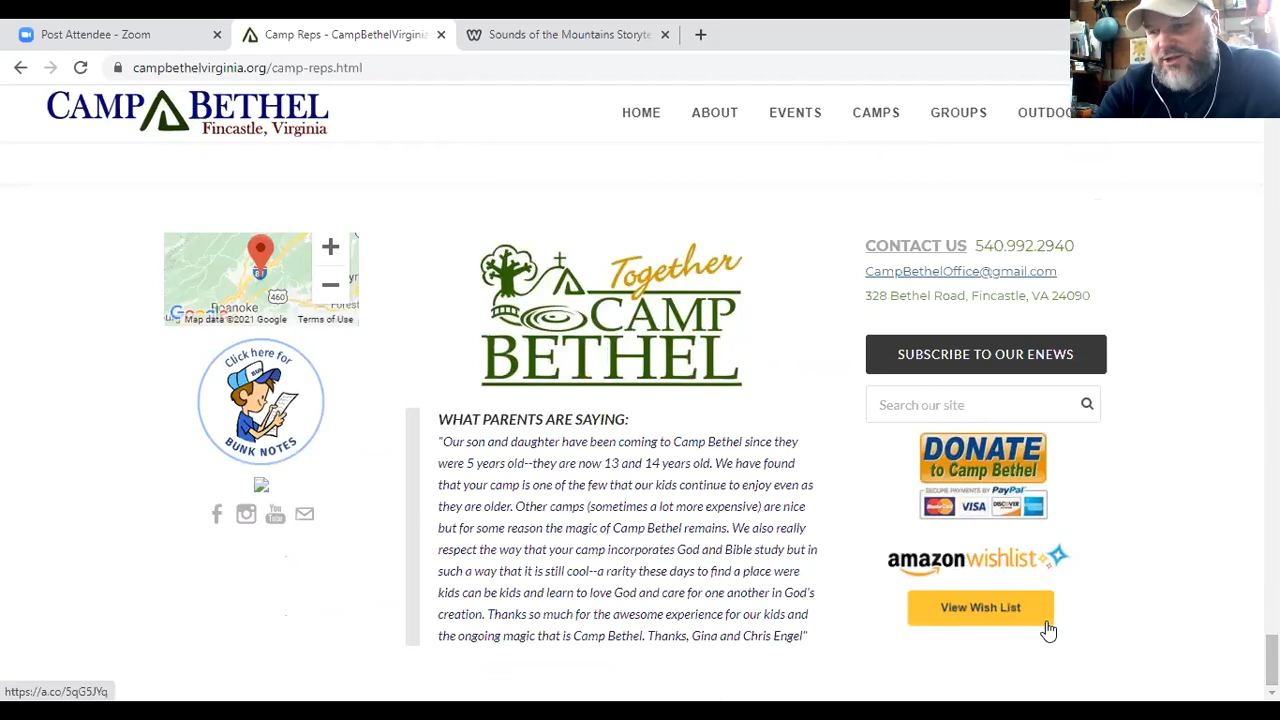 Post Attendee - Zoom
Camp Reps - CampBethelVirginia
Sounds of the Mountains Storyte
campbethelvirginia.org/camp-reps.html
CAMP BETHEL
Fincastle, Virginia
HOME ABOUT EVENTS CAMPS GROUPS OUTDO
460
Roanoke
Google Map data ©2021 Google Terms of Use
Click here for
BUNK
BUNK NOTES
Together
CAMP
BETHEL
WHAT PARENTS ARE SAYING:
"Our son and daughter have been coming to Camp Bethel since they
were 5 years old--they are now 13 and 14 years old. We have found
that your camp is one of the few that our kids continue to enjoy even as
they are older. Other camps (sometimes a lot more expensive) are nice
but for some reason the magic of Camp Bethel remains. We also really
respect the way that your camp incorporates God and Bible study but in
such a way that it is still cool--a rarity these days to find a place were
kids can be kids and learn to love God and care for one another in God's
creation. Thanks so much for the awesome experience for our kids and
the ongoing magic that is Camp Bethel. Thanks, Gina and Chris Engel"
CONTACT US 540.992.2940
CampBethelOffice@gmail.com
328 Bethel Road, Fincastle, VA 24090
SUBSCRIBE TO OUR ENEWS
Search our site
DONATE
to Camp Bethel
SECURE PAYMENTS BY PayPal
MasterCard VISA DISCOVER
amazonwishlist
View Wish List
You Tube
https://a.co/5qG5JYq